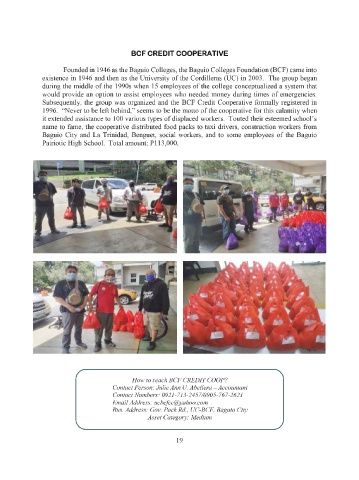 BCF CREDIT COOPERATIVE
Founded in 1946 as the Baguio Colleges, the Baguio Colleges Foundation (BCF) came into
existence in 1946 and then as the University of the Cordilleras (UC) in 2003. The group began
during the middle of the 1990s when 15 employees of the college conceptualized a system that
would provide an option to assist employees who needed money during times of emergencies.
Subsequently, the group was organized and the BCF Credit Cooperative formally registered in
1996. “Never to be left behind,” seems to be the motto of the cooperative for this calamity when
it extended assistance to 100 various types of displaced workers. Touted their esteemed school’s
name to fame, the cooperative distributed food packs to taxi drivers, construction workers from
Baguio City and La Trinidad, Benguet, social workers, and to some employees of the Baguio
Patriotic High School. Total amount: P113,000.
How to reach BCF CREDIT COOP?
Contact Person: Julie Ann U. Abellera – Accountant
Contact Numbers: 0921-713-2457/0905-767-2621
Email Address:
Bus. Address: Gov. Pack Rd., UC-BCF, Baguio City
Asset Category: Medium
19